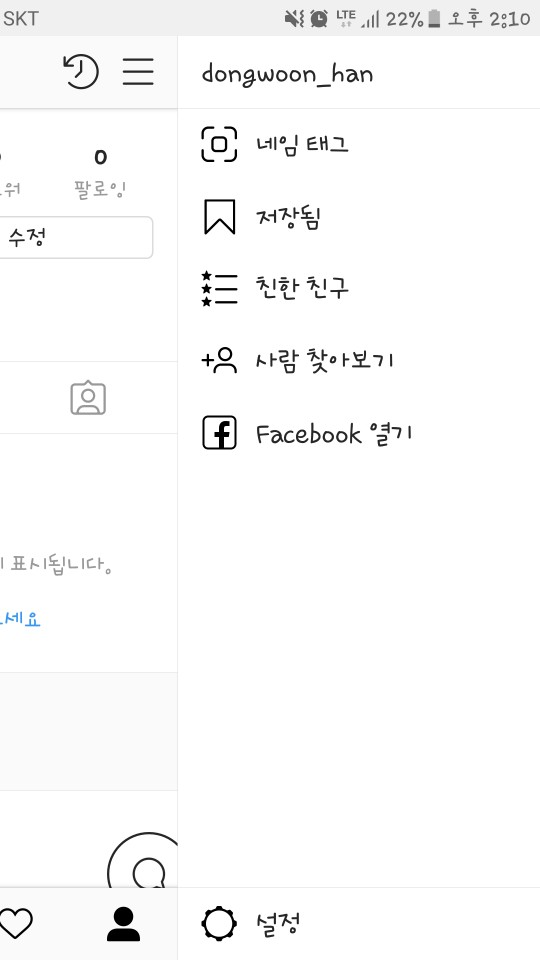 SKT LTE 22% 오후 2:10
dongwoon_han
0
워 팔로잉
수정
표시됩니다.
세요
네임 태그
저장됨
친한 친구
사람 찾아보기
Facebook 열기
설정